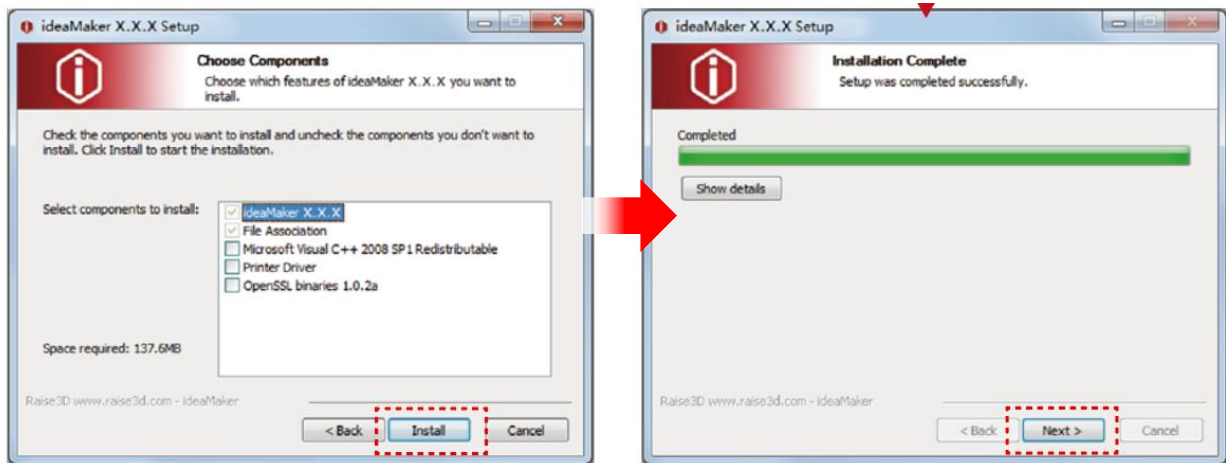 ideaMaker X.X.X Setup
Choose Components
Choose which features of ideaMaker X.X.X you want to
install.
Check the components you want to install and uncheck the components you don't want to
install. Click Install to start the installation.
Select components to install:
ideaMaker X.X.X
File Association
Microsoft Visual C++ 2008 SP1 Redistributable
Printer Driver
OpenSSL binaries 1.0.2a
Space required: 137.6MB
Raise3D www.raise3d.com - ideaMaker
< Back Install Cancel
ideaMaker X.X.X Setup
Installation Complete
Setup was completed successfully.
Completed
Show details
Raise3D www.raise3d.com - ideaMaker
< Back Next > Cancel